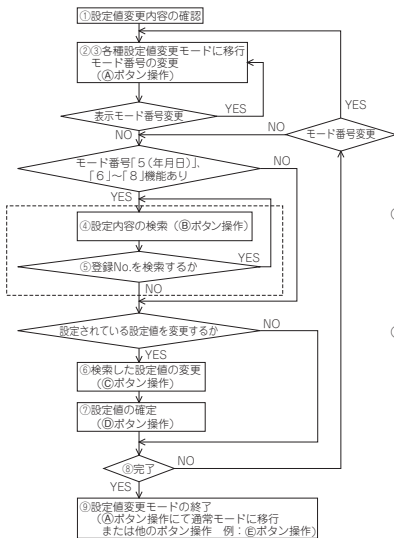 ①設定値変更内容の確認
②③各種設定値変更モードに移行
モード番号の変更
(Ⓐボタン操作)
YES
YES
表示モード番号変更
モード番号変更
NO
NO
モード番号｢5(年月日)｣、
｢6｣～｢8｣機能あり
NO
YES
④設定内容の検索（Ⓑボタン操作）
⑤登録No.を検索するか
YES
NO
設定されている設定値を変更するか
NO
YES
⑥検索した設定値の変更
(Ⓒボタン操作)
⑦設定値の確定
(Ⓓボタン操作)
⑧完了
NO
YES
⑨設定値変更モードの終了
(Ⓐボタン操作にて通常モードに移行
または他のボタン操作　例：Ⓔボタン操作)